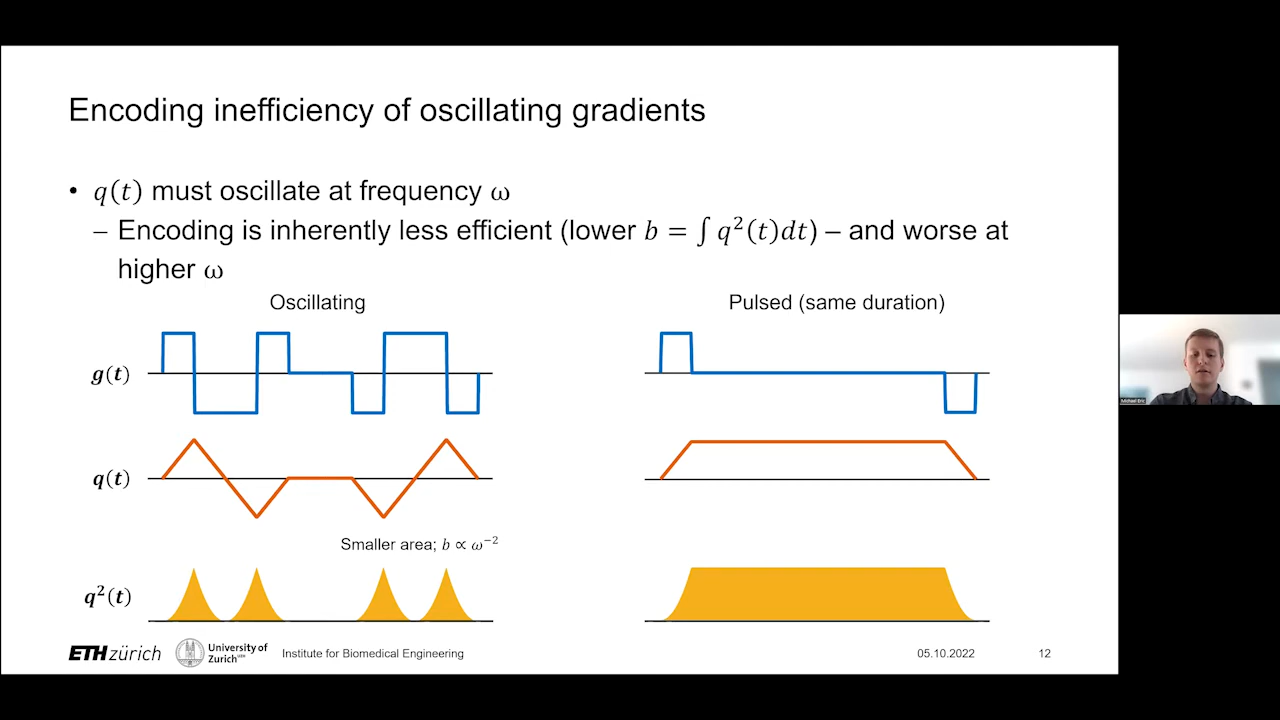 Encoding inefficiency of oscillating gradients
• q(t) must oscillate at frequency ω
– Encoding is inherently less efficient (lower b = ∫ q²(t)dt) – and worse at
higher ω
Oscillating
Pulsed (same duration)
g(t)
q(t)
Smaller area; b ∝ ω⁻²
q²(t)
ETH zürich
University of
Zurich UZH
Institute for Biomedical Engineering
05.10.2022
12